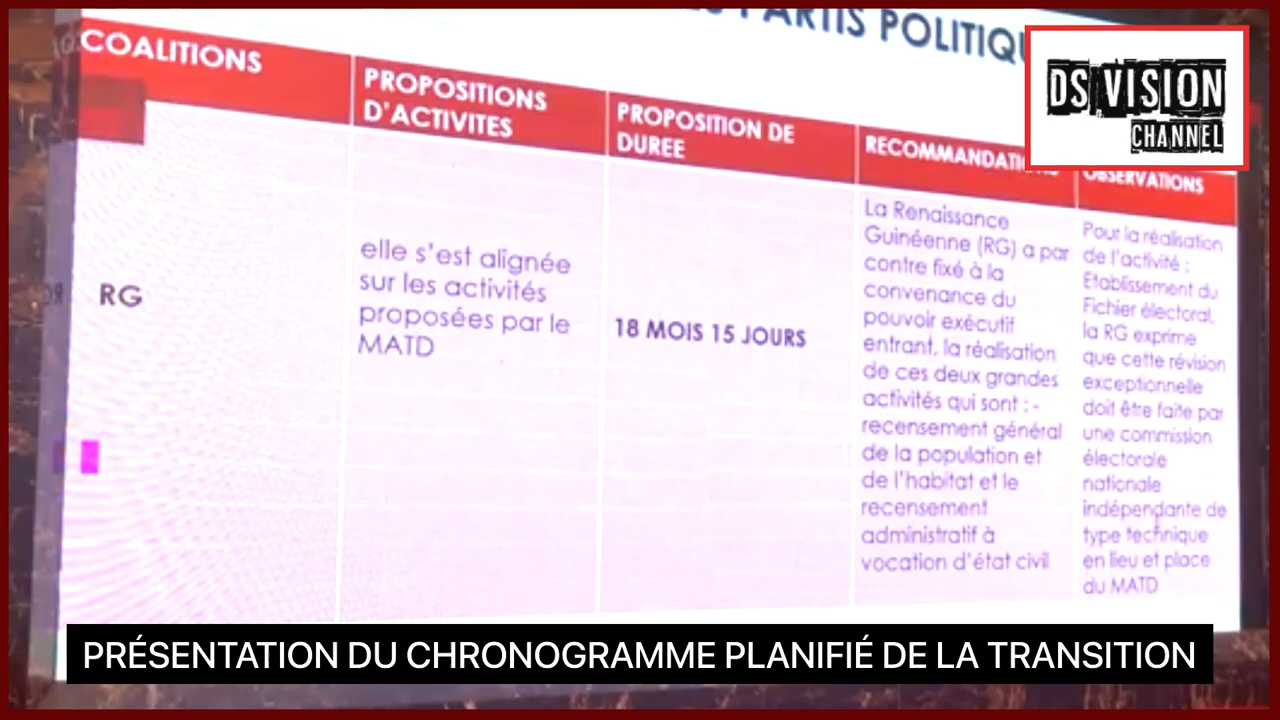 PARTIS POLITIQU
DS VISION
CHANNEL
COALITIONS
PROPOSITIONS
D'ACTIVITES
PROPOSITION DE
DUREE
OBSERVATIONS
RG
elle s'est alignée
sur les activités
proposées par le
MATD
18 MOIS 15 JOURS
La Renaissance
Guinéenne (RG) a par
contre fixé à la
convenance du
pouvoir exécutif
entrant, la réalisation
de ces deux grandes
activités qui sont : -
recensement général
de la population et
de l'habitat et le
recensement
administratif à
vocation d'état civil
Pour la réalisation
de l'activité :
Etablissement du
Fichier électoral,
la RG exprime
que cette révision
exceptionnelle
doit être faite par
une commission
électorale
nationale
indépendante de
type technique
en lieu et place
du MATD
PRÉSENTATION DU CHRONOGRAMME PLANIFIÉ DE LA TRANSITION